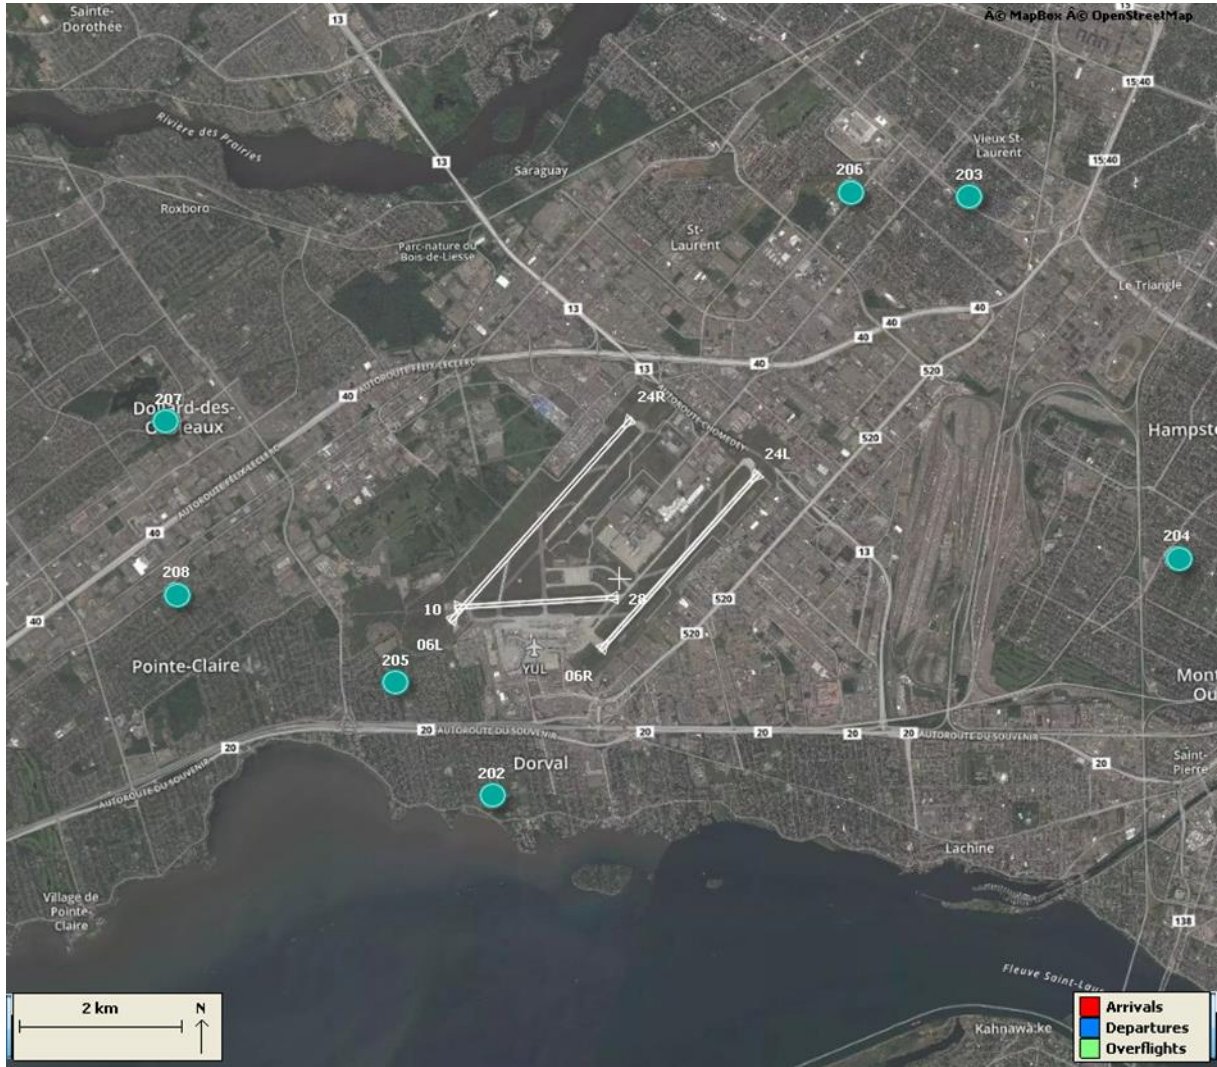 Sainte-
Dorothée
13
Â© MapBox Â© OpenStreetMap
15
15:40
Rivière des Prairies
13
Saraguay
Vieux St-
Laurent
15:40
206
203
Roxboro
Parc-nature du
Bois-de-Liesse
St-
Laurent
Le Triangle
13
40
40
40
40
13
520
AUTOROUTE FÉLIX-LECLERC
40
24R
AUTOROUTE CHOMEDEY
207
Dollard-des-
Ormeaux
Hampste
520
24L
AUTOROUTE FÉLIX-LECLERC
40
13
204
208
10
28
520
40
06L
520
Pointe-Claire
205
YUL
06R
Mont
Ou
20
AUTOROUTE DU SOUVENIR
20
20
20
20
AUTOROUTE DU SOUVENIR
20
Dorval
20
Saint-
Pierre
AUTOROUTE DU SOUVENIR
202
Lachine
Village de
Pointe-
Claire
138
Fleuve Saint-Lau
2 km
N
Arrivals
Departures
Overflights
Kahnawà:ke